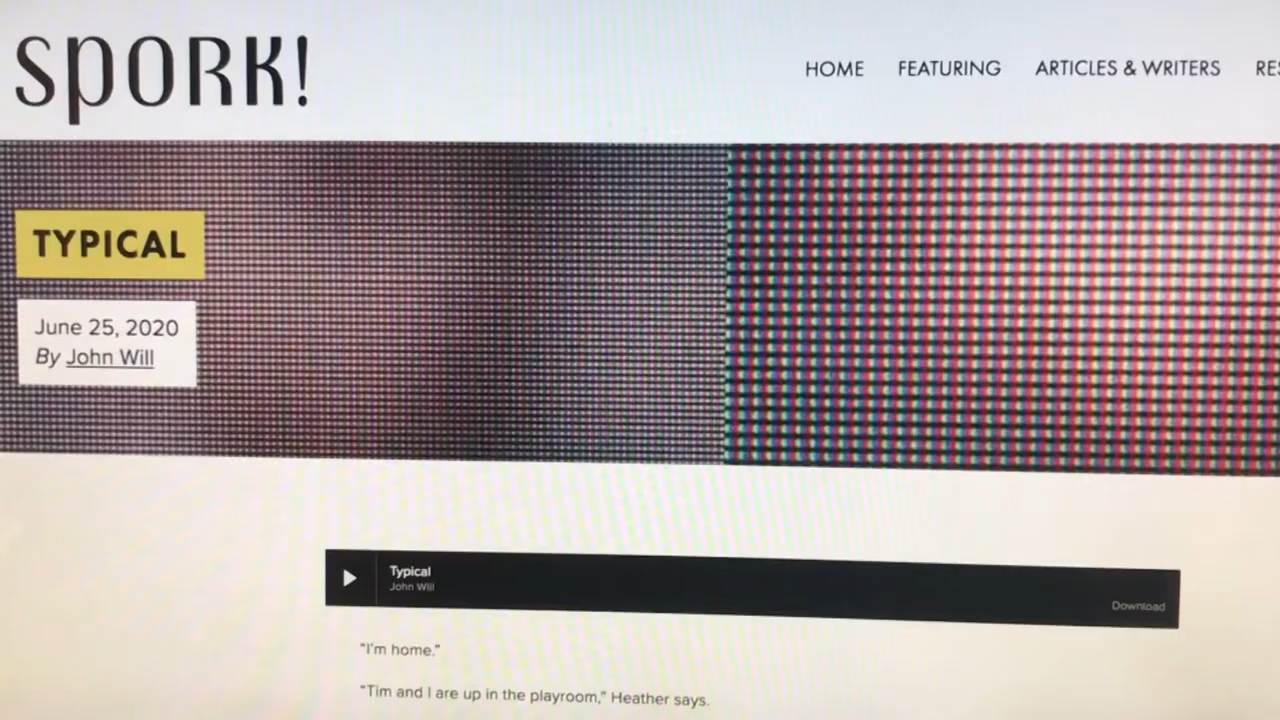 SPORK!
HOME FEATURING ARTICLES & WRITERS
TYPICAL
June 25, 2020
By John Will
Typical
John Will
Download
"I'm home."
"Tim and I are up in the playroom," Heather says.